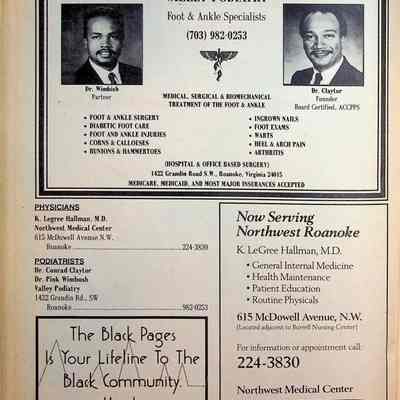 VALLEY PODIATRY
Foot & Ankle Specialists
(703) 982-0253
Dr. Wimbish
Partner
Dr. Claytor
Founder
Board Certified, ACCPPS
MEDICAL, SURGICAL & BIOMECHANICAL
TREATMENT OF THE FOOT & ANKLE
• FOOT & ANKLE SURGERY
• DIABETIC FOOT CARE
• FOOT AND ANKLE INJURIES
• CORNS & CALLOUSES
• BUNIONS & HAMMERTOES
• INGROWN NAILS
• FOOT EXAMS
• WARTS
• HEEL & ARCH PAIN
• ARTHRITIS
(HOSPITAL & OFFICE BASED SURGERY)
1422 Grandin Road S.W., Roanoke, Virginia 24015
MEDICARE, MEDICAID, AND MOST MAJOR INSURANCES ACCEPTED
PHYSICIANS
K. Legree Hallman, M.D.
Northwest Medical Center
615 McDowell Avenue N.W.
Roanoke ... 224-3830
PODIATRISTS
Dr. Conrad Claytor
Dr. Pink Wimbush
Valley Podiatry
1422 Grandin Rd., SW
Roanoke ... 982-0253
The Black Pages
Is Your Lifeline To The
Black Community.
Now Serving
Northwest Roanoke
K. LeGree Hallman, M.D.
• General Internal Medicine
• Health Maintenance
• Patient Education
• Routine Physicals
615 McDowell Avenue, N.W.
(Located adjacent to Burrell Nursing Center)
For information or appointment call:
224-3830
Northwest Medical Center